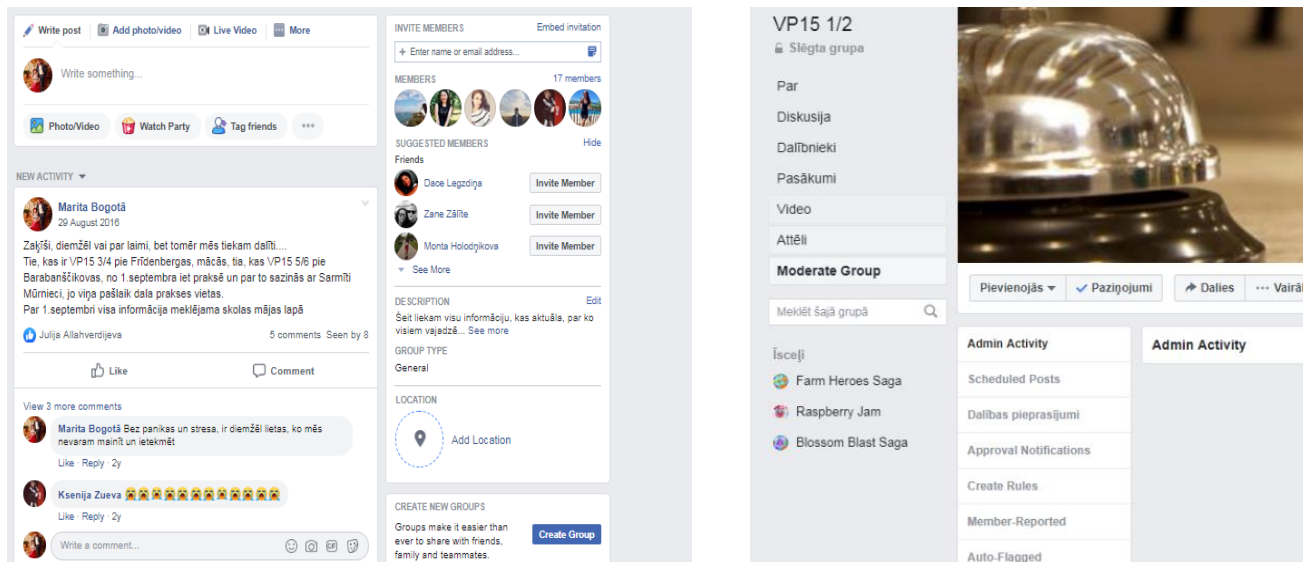 Write post
Add photo/video
Live Video
More
Write something...
Photo/Video
Watch Party
Tag friends
NEW ACTIVITY
Marita Bogotā
29 August 2016
Zaķīši, diemžēl vai par laimi, bet tomēr mēs tiekam dalīti....
Tie, kas ir VP15 3/4 pie Frīdenbergas, mācās, tia, kas VP15 5/6 pie
Barabanščikovas, no 1.septembra iet praksē un par to sazinās ar Sarmīti
Mūrnieci, jo viņa pašlaik dala prakses vietas.
Par 1.septembri visa informācija meklējama skolas mājas lapā
Julija Allahverdijeva
5 comments Seen by 8
Like
Comment
View 3 more comments
Marita Bogotā Bez panikas un stresa, ir diemžēl lietas, ko mēs
nevaram mainīt un ietekmēt
Like · Reply · 2y
Ksenija Zueva
Like · Reply · 2y
Write a comment...
GIF
INVITE MEMBERS
Embed invitation
+ Enter name or email address...
MEMBERS
17 members
SUGGESTED MEMBERS
Hide
Friends
Dace Legzdiņa
Invite Member
Zane Zālīte
Invite Member
Monta Holodņikova
Invite Member
See More
DESCRIPTION
Edit
Šeit liekam visu informāciju, kas aktuāla, par ko
visiem vajadzē... See more
GROUP TYPE
General
LOCATION
Add Location
CREATE NEW GROUPS
Groups make it easier than
ever to share with friends,
family and teammates.
Create Group
VP15 1/2
Slēgta grupa
Par
Diskusija
Dalībnieki
Pasākumi
Video
Attēli
Moderate Group
Meklēt šajā grupā
Īsceļi
Farm Heroes Saga
Raspberry Jam
Blossom Blast Saga
Pievienojās
Paziņojumi
Dalies
··· Vairāk
Admin Activity
Scheduled Posts
Dalības pieprasījumi
Approval Notifications
Create Rules
Member-Reported
Auto-Flagged
Admin Activity